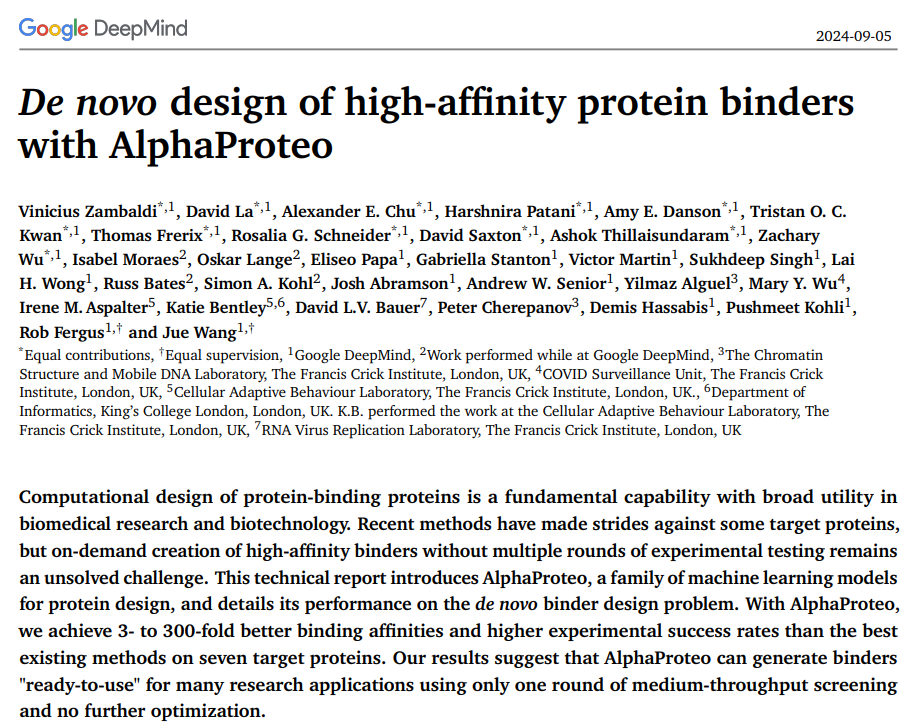 Google DeepMind
2024-09-05
De novo design of high-affinity protein binders
with AlphaProteo
Vinicius Zambaldi*,1, David La*,1, Alexander E. Chu*,1, Harshnira Patani*,1, Amy E. Danson*,1, Tristan O. C.
Kwan*,1, Thomas Frerix*,1, Rosalia G. Schneider*,1, David Saxton*,1, Ashok Thillaisundaram*,1, Zachary
Wu*,1, Isabel Moraes2, Oskar Lange2, Eliseo Papa1, Gabriella Stanton1, Victor Martin1, Sukhdeep Singh1, Lai
H. Wong1, Russ Bates2, Simon A. Kohl2, Josh Abramson1, Andrew W. Senior1, Yilmaz Alguel3, Mary Y. Wu4,
Irene M. Aspalter5, Katie Bentley5,6, David L.V. Bauer7, Peter Cherepanov3, Demis Hassabis1, Pushmeet Kohli1,
Rob Fergus1,† and Jue Wang1,†
*Equal contributions, †Equal supervision, 1Google DeepMind, 2Work performed while at Google DeepMind, 3The Chromatin
Structure and Mobile DNA Laboratory, The Francis Crick Institute, London, UK, 4COVID Surveillance Unit, The Francis Crick
Institute, London, UK, 5Cellular Adaptive Behaviour Laboratory, The Francis Crick Institute, London, UK., 6Department of
Informatics, King's College London, London, UK. K.B. performed the work at the Cellular Adaptive Behaviour Laboratory, The
Francis Crick Institute, London, UK, 7RNA Virus Replication Laboratory, The Francis Crick Institute, London, UK
Computational design of protein-binding proteins is a fundamental capability with broad utility in
biomedical research and biotechnology. Recent methods have made strides against some target proteins,
but on-demand creation of high-affinity binders without multiple rounds of experimental testing remains
an unsolved challenge. This technical report introduces AlphaProteo, a family of machine learning models
for protein design, and details its performance on the de novo binder design problem. With AlphaProteo,
we achieve 3- to 300-fold better binding affinities and higher experimental success rates than the best
existing methods on seven target proteins. Our results suggest that AlphaProteo can generate binders
"ready-to-use" for many research applications using only one round of medium-throughput screening
and no further optimization.